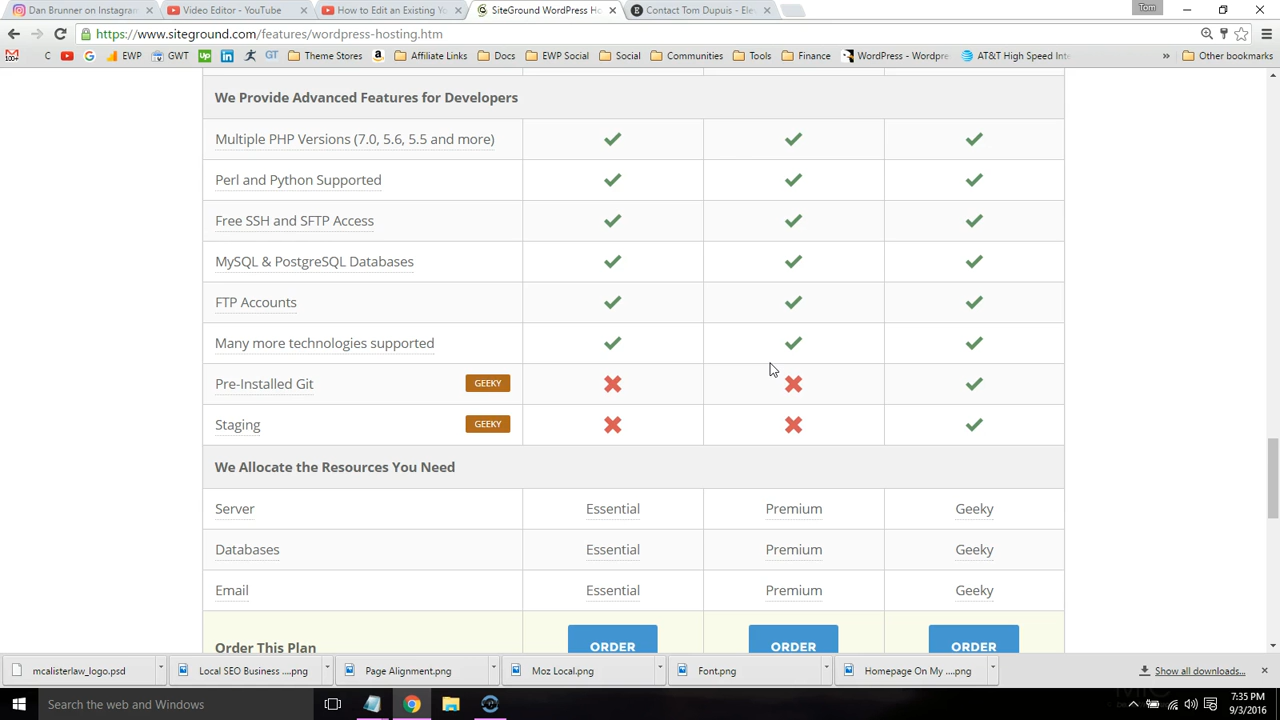 Dan Brunner on Instagram
Video Editor - YouTube
How to Edit an Existing Yo
SiteGround WordPress Ho
Contact Tom Dupuis - Ele
Tom
https://www.siteground.com/features/wordpress-hosting.htm
100+
C
EWP
GWT
Up
in
GT
Theme Stores
a
Affiliate Links
Docs
EWP Social
Social
Communities
Tools
Finance
WordPress - Wordpre
AT&T High Speed Inte
»
Other bookmarks
We Provide Advanced Features for Developers
Multiple PHP Versions (7.0, 5.6, 5.5 and more)
Perl and Python Supported
Free SSH and SFTP Access
MySQL & PostgreSQL Databases
FTP Accounts
Many more technologies supported
Pre-Installed Git GEEKY
Staging GEEKY
We Allocate the Resources You Need
Server Essential Premium Geeky
Databases Essential Premium Geeky
Email Essential Premium Geeky
Order This Plan ORDER ORDER ORDER
mcalisterlaw_logo.psd
Local SEO Business ....png
Page Alignment.png
Moz Local.png
Font.png
Homepage On My ....png
Show all downloads...
Search the web and Windows
7:35 PM
9/3/2016